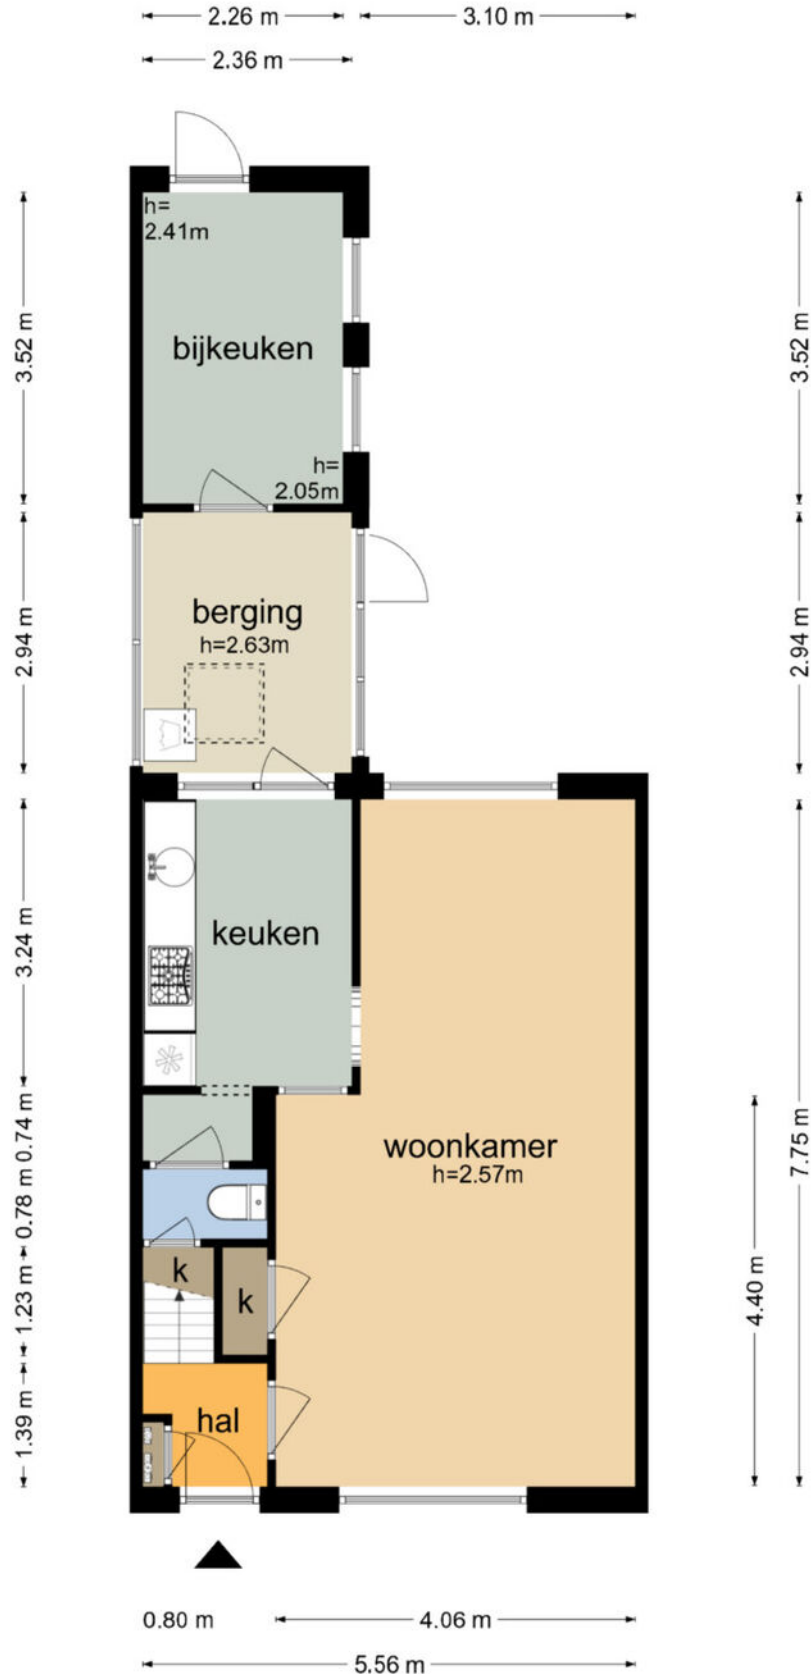 2.26 m
3.10 m
2.36 m
h=
2.41m
bijkeuken
h=
2.05m
3.52 m
3.52 m
berging
h=2.63m
2.94 m
2.94 m
keuken
3.24 m
woonkamer
h=2.57m
0.74 m
0.78 m
7.75 m
k
k
1.23 m
4.40 m
hal
1.39 m
0.80 m
4.06 m
5.56 m